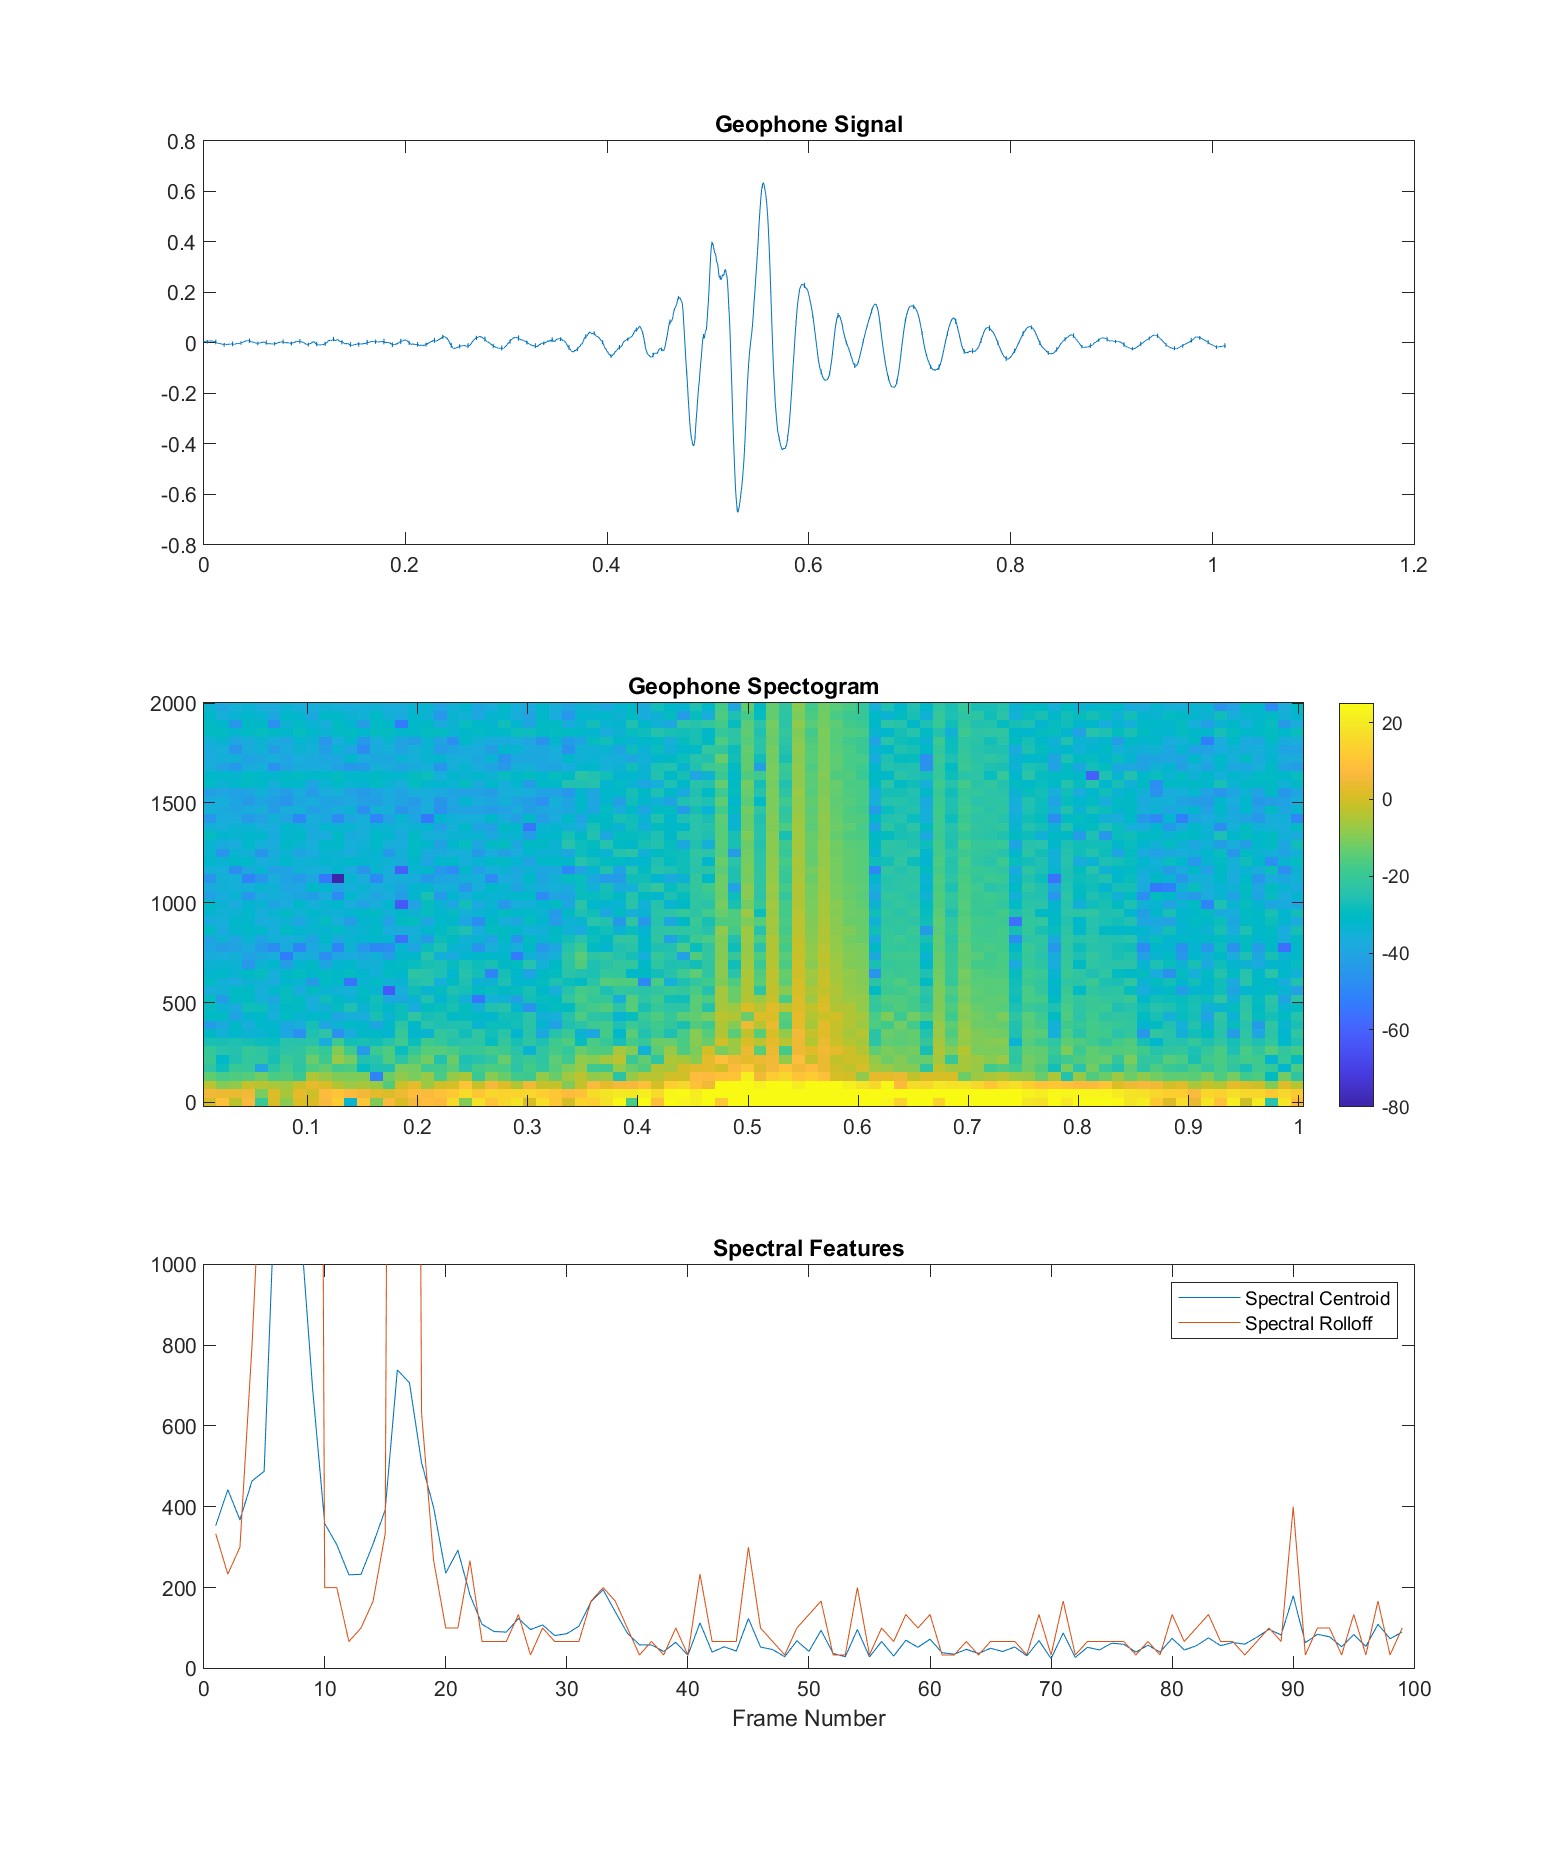 Geophone Signal
0.8
0.6
0.4
0.2
0
-0.2
-0.4
-0.6
-0.8
0 0.2 0.4 0.6 0.8 1 1.2
Geophone Spectogram
2000
1500
1000
500
0
20
0
-20
-40
-60
-80
0.1 0.2 0.3 0.4 0.5 0.6 0.7 0.8 0.9 1
Spectral Features
1000
800
600
400
200
0
Spectral Centroid
Spectral Rolloff
0 10 20 30 40 50 60 70 80 90 100
Frame Number